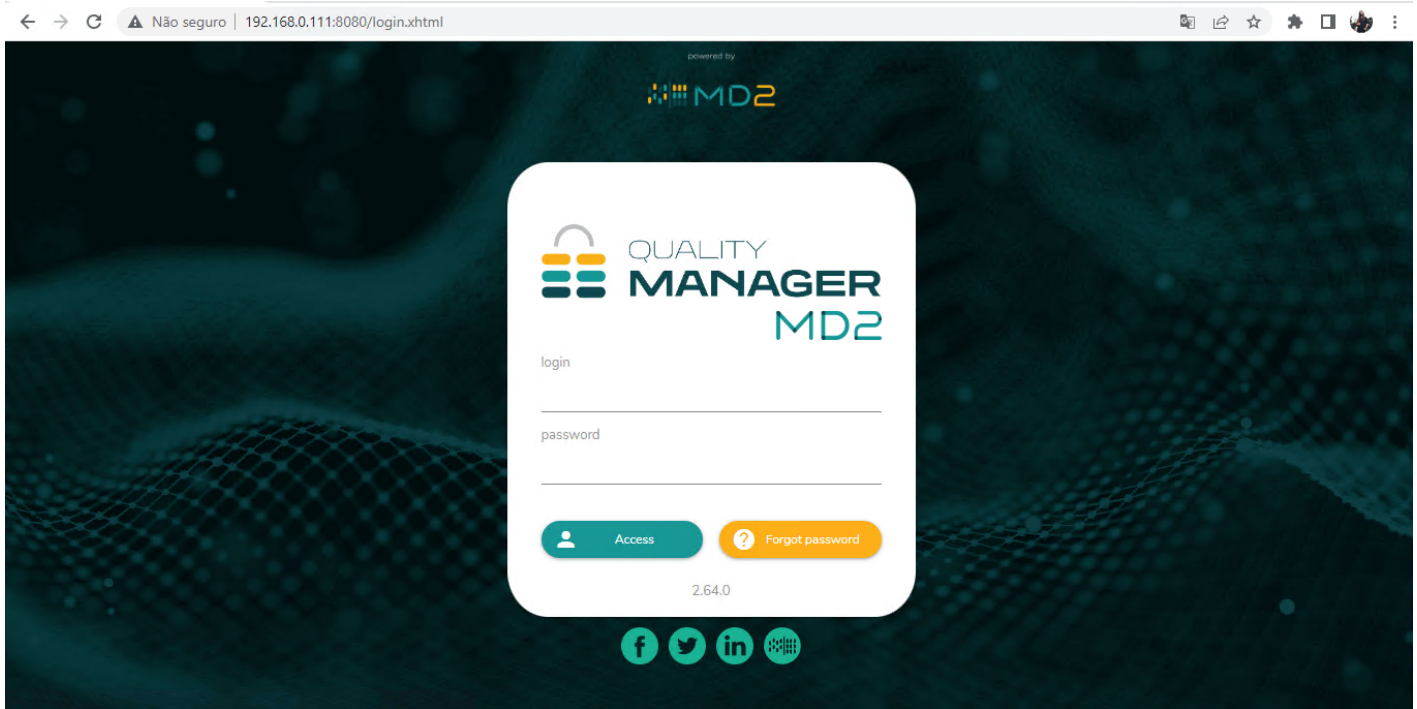 Não seguro | 192.168.0.111:8080/login.xhtml
powered by
MD2
QUALITY
MANAGER
MD2
login
password
Access
? Forgot password
2.64.0
f in